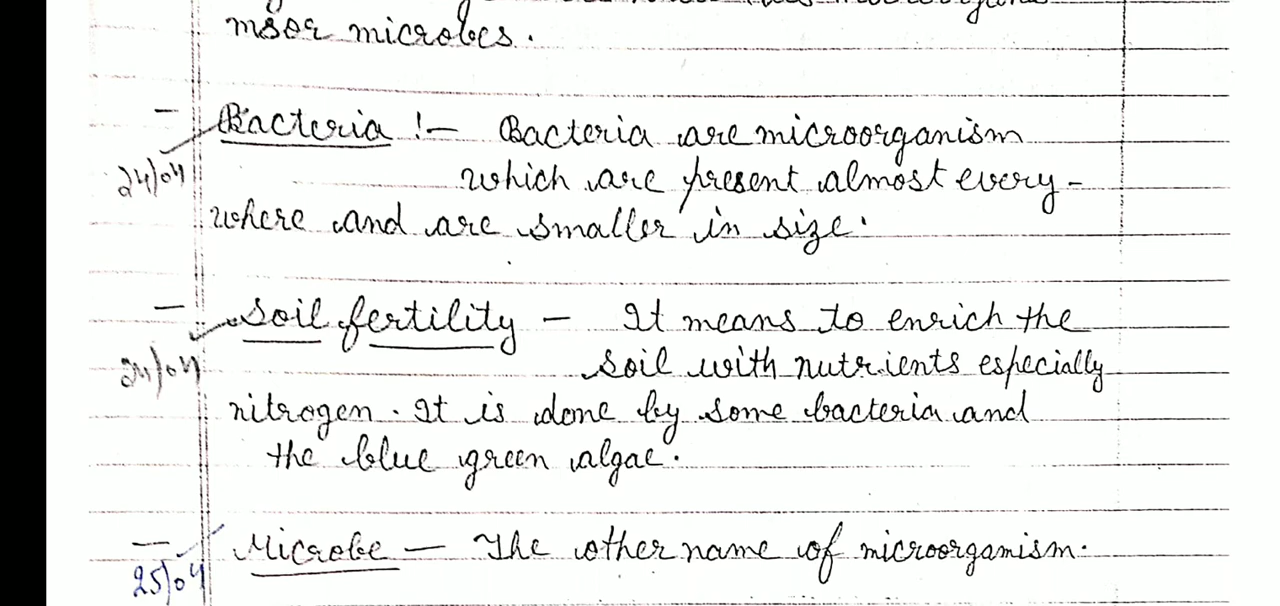 msor microbes.
- Bacteria :- Bacteria are microorganism
24/04
which are present almost every-
where and are smaller in size.
- Soil fertility - It means to enrich the
24/04
soil with nutrients especially
nitrogen. It is done by some bacteria and
the blue green algae.
- Microbe - The other name of microorganism.
25/04